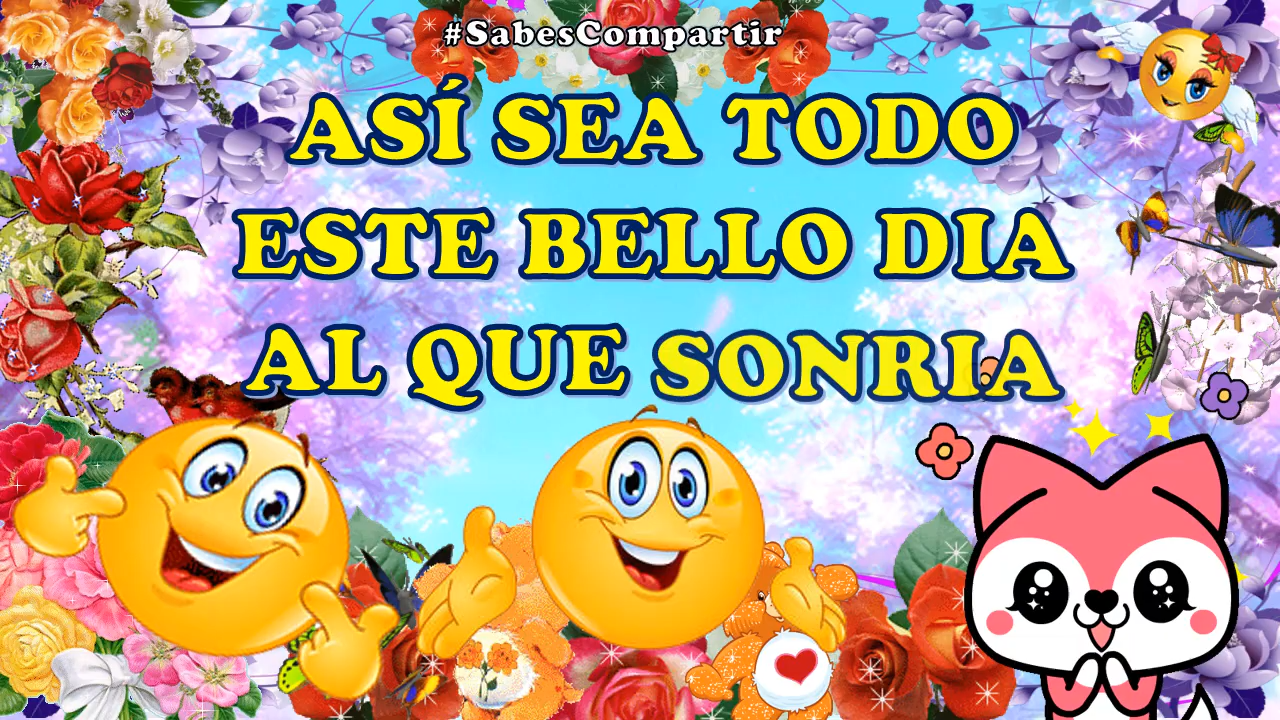 #SabesCompartir
ASÍ SEA TODO
ESTE BELLO DIA
AL QUE SONRIA